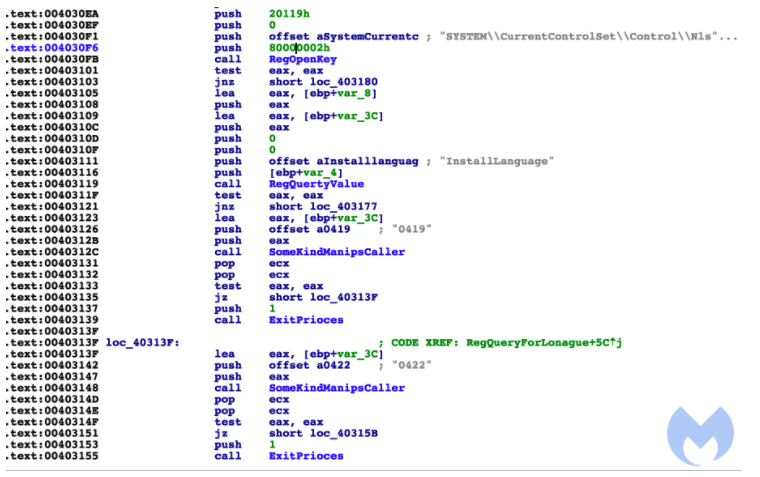 .text:004030EA push 20119h
.text:004030EF push 0
.text:004030F1 push offset aSystemCurrentc ; "SYSTEM\\CurrentControlSet\\Control\\Nls"...
.text:004030F6 push 80000002h
.text:004030FB call RegOpenKey
.text:00403101 test eax, eax
.text:00403103 jnz short loc_403180
.text:00403105 lea eax, [ebp+var_8]
.text:00403108 push eax
.text:00403109 lea eax, [ebp+var_3C]
.text:0040310C push eax
.text:0040310D push 0
.text:0040310F push 0
.text:00403111 push offset aInstalllanguag ; "InstallLanguage"
.text:00403116 push [ebp+var_4]
.text:00403119 call RegQuertyValue
.text:0040311F test eax, eax
.text:00403121 jnz short loc_403177
.text:00403123 lea eax, [ebp+var_3C]
.text:00403126 push offset a0419 ; "0419"
.text:0040312B push eax
.text:0040312C call SomeKindManipsCaller
.text:00403131 pop ecx
.text:00403132 pop ecx
.text:00403133 test eax, eax
.text:00403135 jz short loc_40313F
.text:00403137 push 1
.text:00403139 call ExitPrioces
.text:0040313F
.text:0040313F loc_40313F: ; CODE XREF: RegQueryForLonague+5C↑j
.text:0040313F lea eax, [ebp+var_3C]
.text:00403142 push offset a0422 ; "0422"
.text:00403147 push eax
.text:00403148 call SomeKindManipsCaller
.text:0040314D pop ecx
.text:0040314E pop ecx
.text:0040314F test eax, eax
.text:00403151 jz short loc_40315B
.text:00403153 push 1
.text:00403155 call ExitPrioces